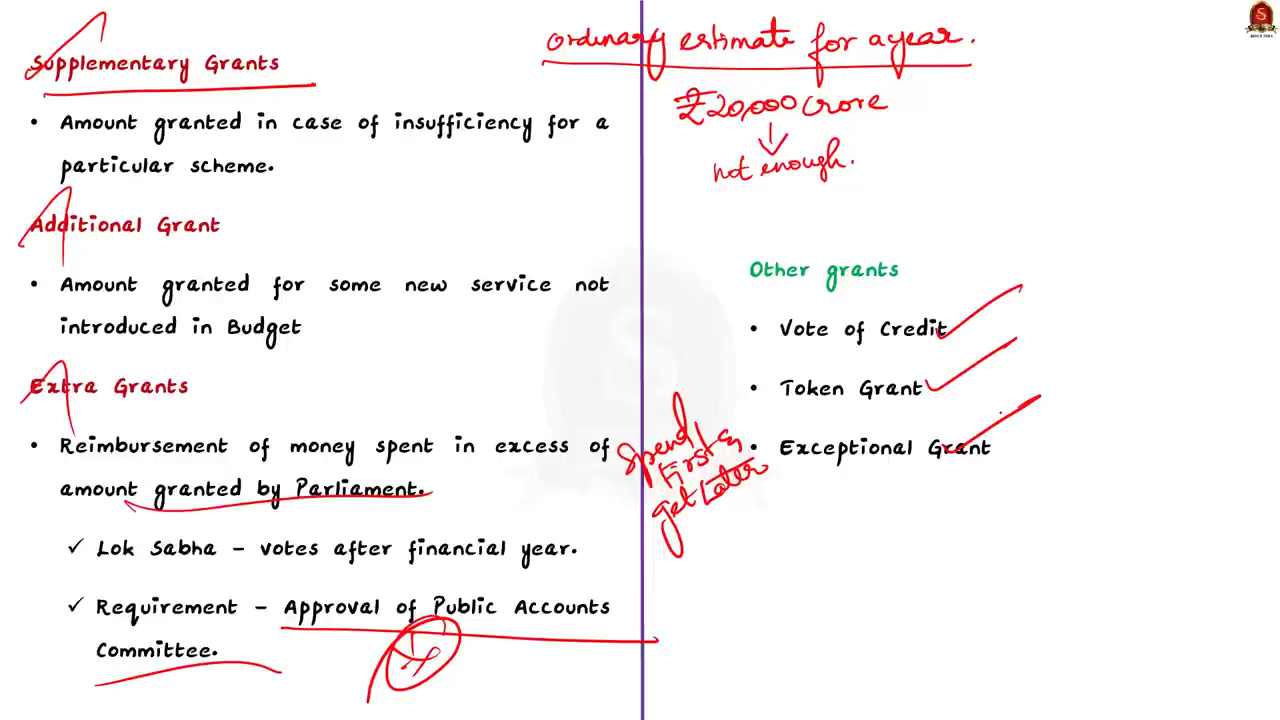 Supplementary Grants
• Amount granted in case of insufficiency for a
particular scheme.
Additional Grant
• Amount granted for some new service not
introduced in Budget
Extra Grants
• Reimbursement of money spent in excess of
amount granted by Parliament.
✓ Lok Sabha – votes after financial year.
✓ Requirement – Approval of Public Accounts
Committee.
ordinary estimate for a year.
₹20,000 crore
not enough.
Other grants
• Vote of Credit
• Token Grant
• Exceptional Grant
Spend
First &
get Later